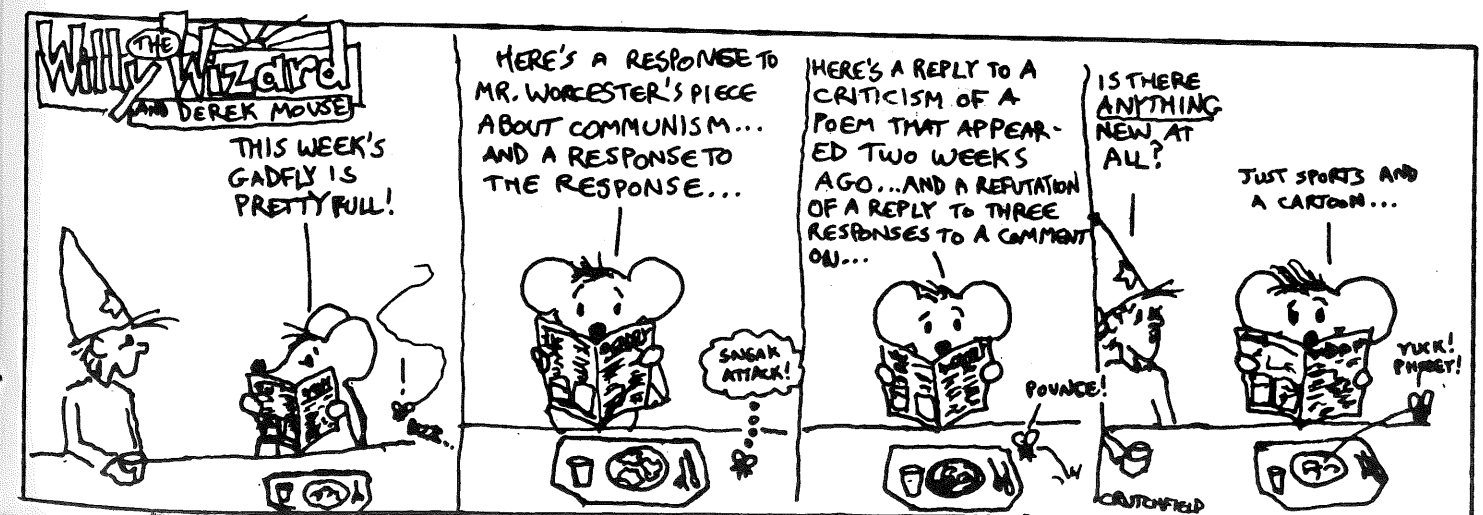 Willy THE Wizard
AND DEREK MOUSE
THIS WEEK'S
GADFLY IS
PRETTY FULL!
!
BZZZ...
HERE'S A RESPONSE TO
MR. WORCESTER'S PIECE
ABOUT COMMUNISM...
AND A RESPONSE TO
THE RESPONSE...
SNEAK
ATTACK!
HERE'S A REPLY TO A
CRITICISM OF A
POEM THAT APPEAR-
ED TWO WEEKS
AGO...AND A REFUTATION
OF A REPLY TO THREE
RESPONSES TO A COMMENT
ON...
POUNCE!
IS THERE
ANYTHING
NEW AT
ALL?
JUST SPORTS AND
A CARTOON...
YUCK!
CRUTCHFIELD